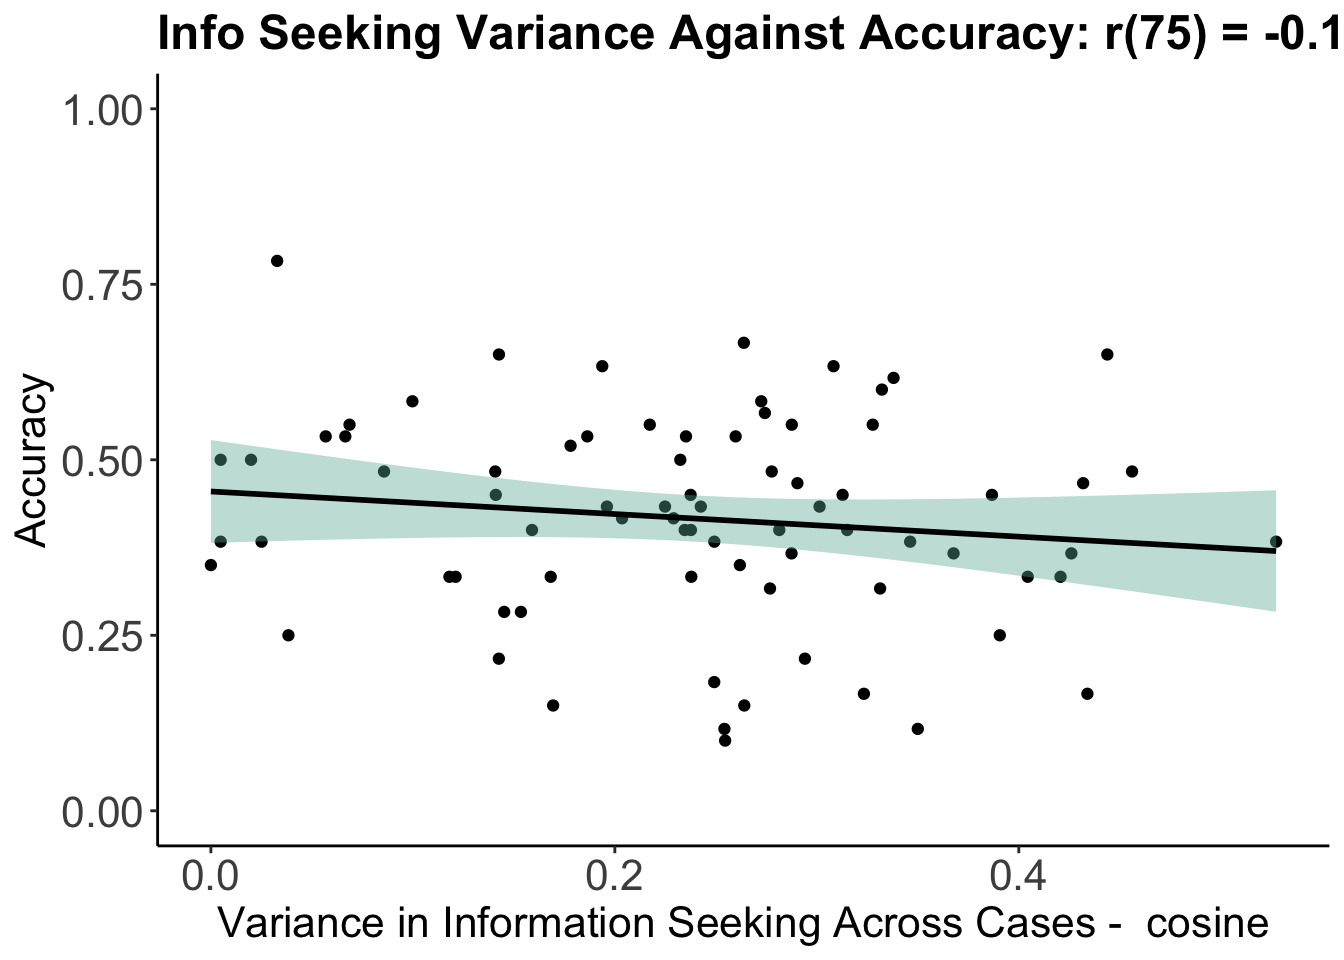 Info Seeking Variance Against Accuracy: r(75) = -0.1
1.00
0.75
0.50
0.25
0.00
Accuracy
0.0
0.2
0.4
Variance in Information Seeking Across Cases -  cosine